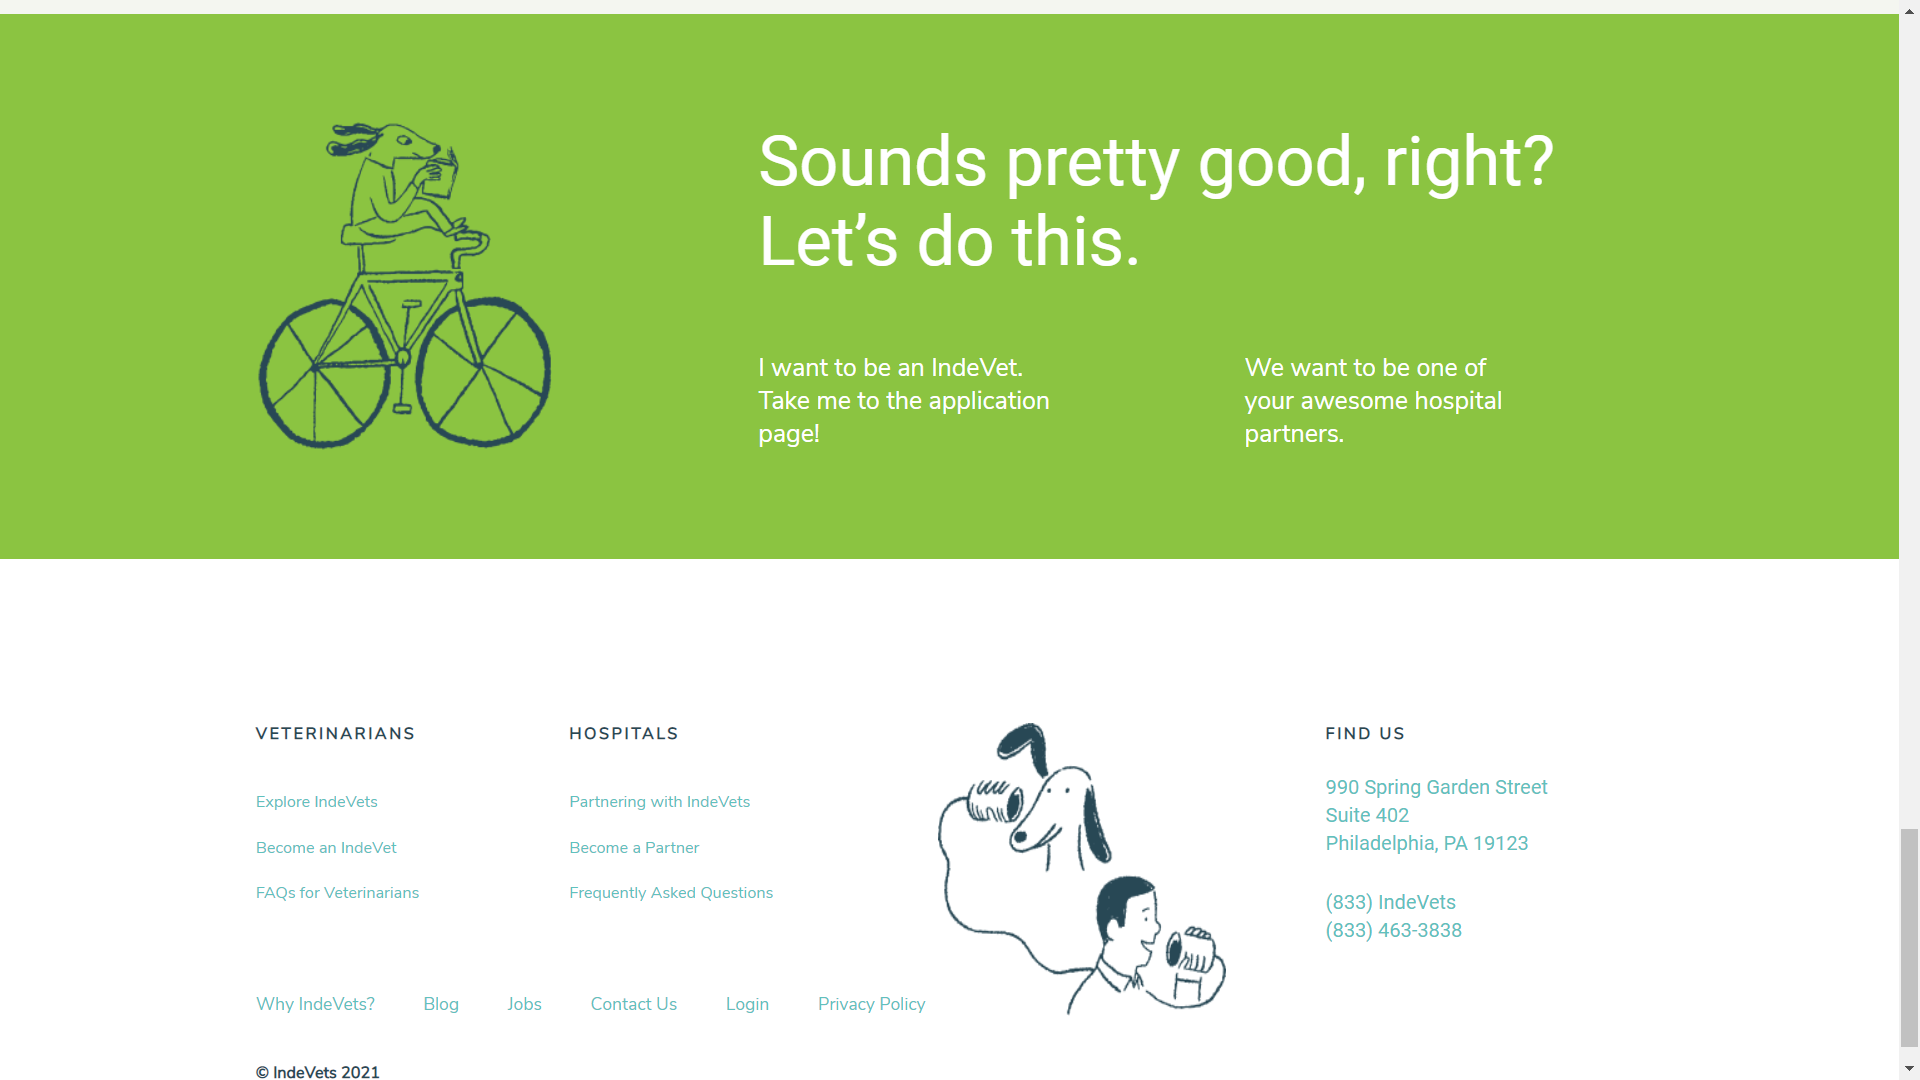 Sounds pretty good, right?
Let’s do this.
I want to be an IndeVet.
Take me to the application
page!
We want to be one of
your awesome hospital
partners.
VETERINARIANS
Explore IndeVets
Become an IndeVet
FAQs for Veterinarians
HOSPITALS
Partnering with IndeVets
Become a Partner
Frequently Asked Questions
FIND US
990 Spring Garden Street
Suite 402
Philadelphia, PA 19123
(833) IndeVets
(833) 463-3838
Why IndeVets?
Blog
Jobs
Contact Us
Login
Privacy Policy
© IndeVets 2021